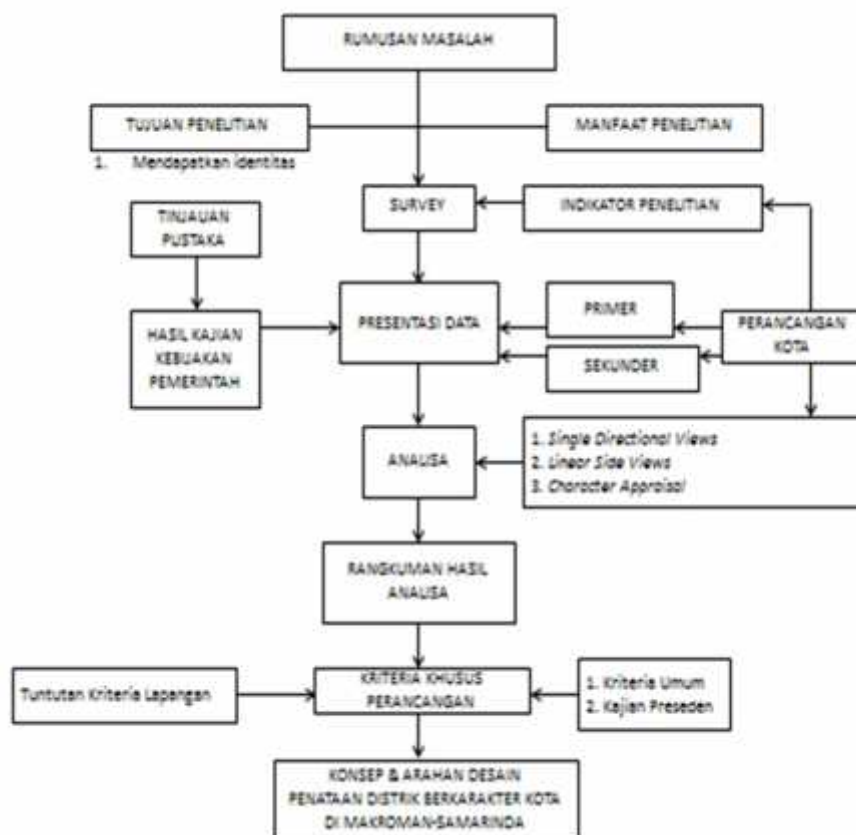 RUMUSAN MASALAH
TUJUAN PENELITIAN
MANFAAT PENELITIAN
1. Mendapatkan identitas
SURVEY
INDIKATOR PENELITIAN
TINJAUAN
PUSTAKA
HASIL KAJIAN
KEBIJAKAN
PEMERINTAH
PRESENTASI DATA
PRIMER
SEKUNDER
PERANCANGAN
KOTA
ANALISA
1. Single Directional Views
2. Linear Side Views
3. Character Appraisal
RANGKUMAN HASIL
ANALISA
Tuntutan Kriteria Lapangan
KRITERIA KHUSUS
PERANCANGAN
1. Kriteria Umum
2. Kajian Preseden
KONSEP & ARAHAN DESAIN
PENATAAN DISTRIK BERKARAKTER KOTA
DI MAKROMAN-SAMARINDA